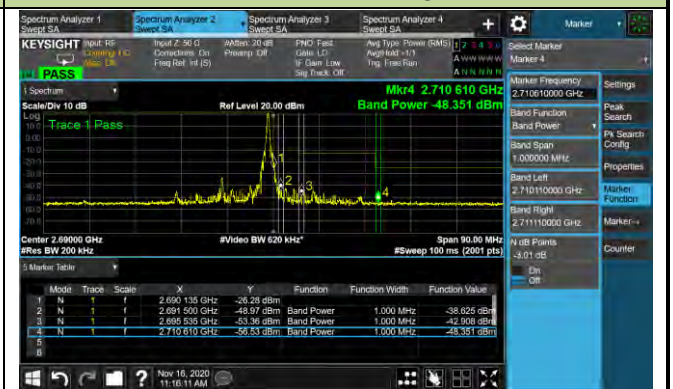 Spectrum Analyzer 1
Swept SA
Spectrum Analyzer 2
Swept SA
Spectrum Analyzer 3
Swept SA
Spectrum Analyzer 4
Swept SA
+
Marker
KEYSIGHT
Input: RF
PASS
Input Z: 50 Ω
Corrections: On
Freq Ref: Int (S)
#Atten: 20 dB
Preamp: Off
PNO: Fast
Gate: LO
IF Gain: Low
Sig Track: Off
Avg Type: Power (RMS)
Avg|Hold: >1/1
Trig: Free Run
1 2 3 4 5 6
A W W W W W
A N N N N N
Select Marker
Marker 4
1 Spectrum
Scale/Div 10 dB
Ref Level 20.00 dBm
Mkr4 2.710 610 GHz
Band Power -48.351 dBm
Log
Trace 1 Pass
1
2
3
4
Center 2.69000 GHz
#Res BW 200 kHz
#Video BW 620 kHz*
Span 90.00 MHz
#Sweep 100 ms (2001 pts)
5 Marker Table
Mode Trace Scale X Y Function Function Width Function Value
1 N 1 f 2.690 135 GHz -26.28 dBm
2 N 1 f 2.691 500 GHz -48.97 dBm Band Power 1.000 MHz -38.625 dBm
3 N 1 f 2.695 535 GHz -53.36 dBm Band Power 1.000 MHz -42.908 dBm
4 N 1 f 2.710 610 GHz -56.53 dBm Band Power 1.000 MHz -48.351 dBm
5
6
Marker Frequency
2.710610000 GHz
Band Function
Band Power
Band Span
1.000000 MHz
Band Left
2.710110000 GHz
Band Right
2.711110000 GHz
N dB Points
-3.01 dB
On
Off
Settings
Peak
Search
Pk Search
Config
Properties
Marker
Function
Marker→
Counter
?
Nov 16, 2020
11:16:11 AM